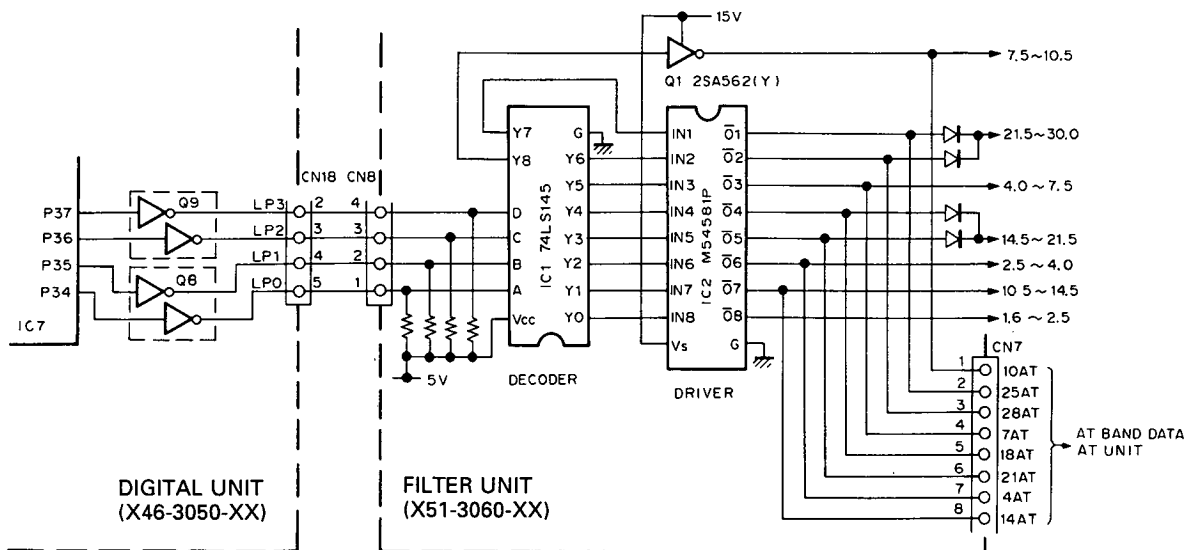 15V
Q1 2SA562(Y)
7.5~10.5
Y7
Y8
G
Y6
Y5
Y4
Y3
Y2
Y1
Y0
D
C
B
A
Vcc
IC1 74LS145
DECODER
IN1
IN2
IN3
IN4
IN5
IN6
IN7
IN8
Vs
O1
O2
O3
O4
O5
O6
O7
O8
G
IC2 M54581P
DRIVER
21.5~30.0
4.0~7.5
14.5~21.5
2.5~4.0
10 5~14.5
1.6~2.5
CN18 CN8
P37
P36
P35
P34
IC7
Q9
Q8
LP3 2 4
LP2 3 3
LP1 4 2
LP0 5 1
5V
CN7
1 10AT
2 25AT
3 28AT
4 7AT
5 18AT
6 21AT
7 4AT
8 14AT
AT BAND DATA
AT UNIT
DIGITAL UNIT
(X46-3050-XX)
FILTER UNIT
(X51-3060-XX)